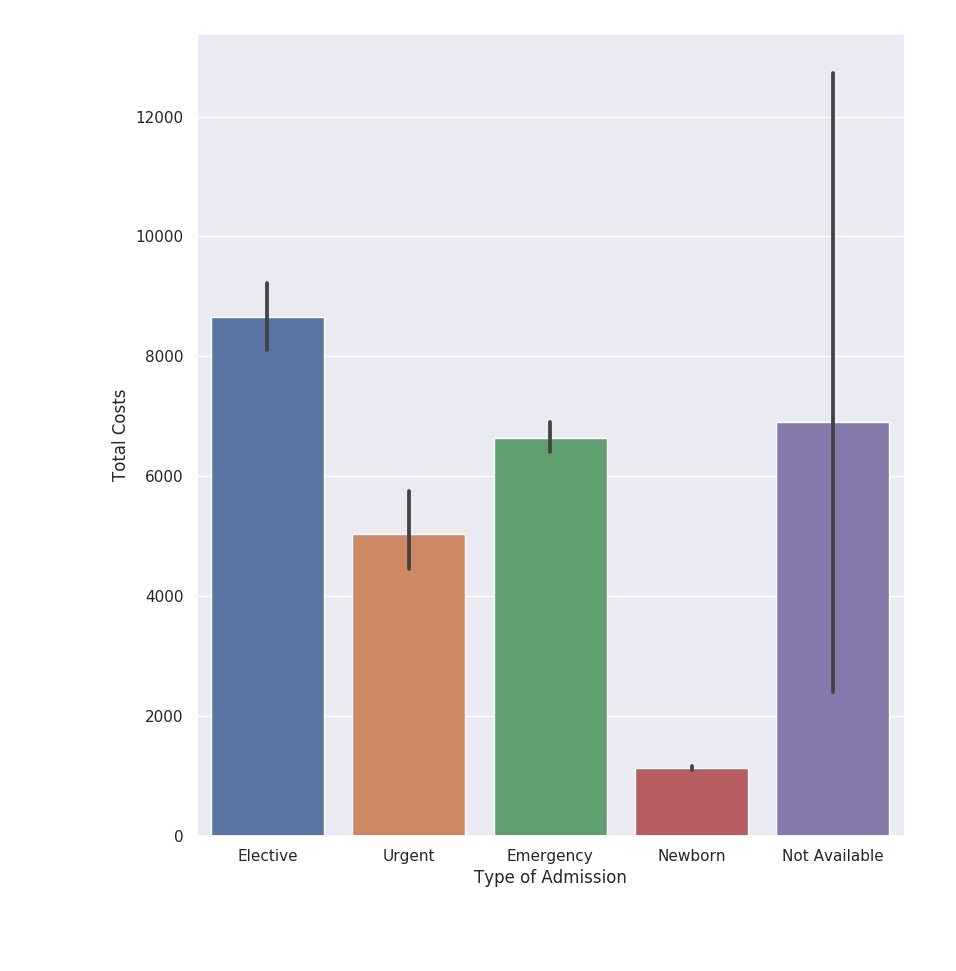 12000
10000
8000
6000
4000
2000
0
Total Costs
Elective Urgent Emergency Newborn Not Available
Type of Admission